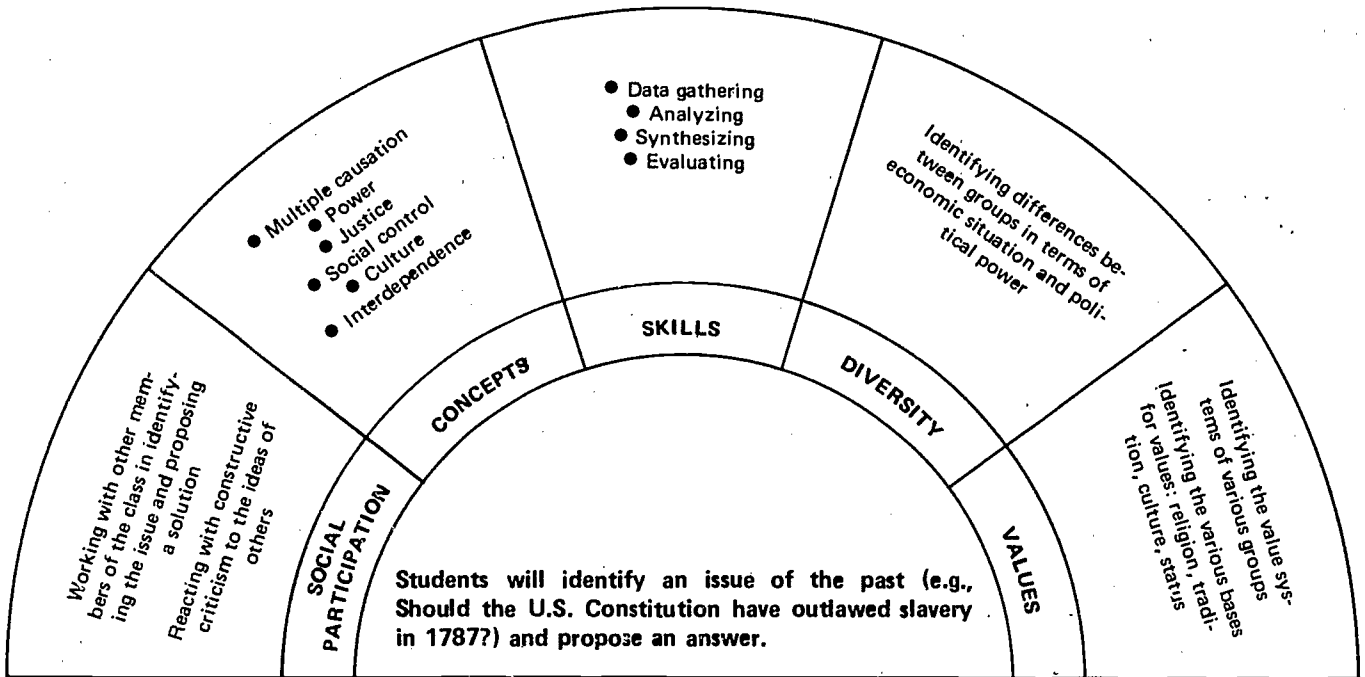 Working with other mem-
bers of the class in identify-
ing the issue and proposing
a solution
Reacting with constructive
criticism to the ideas of
others
SOCIAL
PARTICIPATION
● Multiple causation
● Power
● Justice
● Social control
● Culture
● Interdependence
CONCEPTS
● Data gathering
● Analyzing
● Synthesizing
● Evaluating
SKILLS
Identifying differences be-
tween groups in terms of
economic situation and poli-
tical power
DIVERSITY
Identifying the value sys-
tems of various groups
Identifying the various bases
for values: religion, tradi-
tion, culture, status
VALUES
Students will identify an issue of the past (e.g.,
Should the U.S. Constitution have outlawed slavery
in 1787?) and propose an answer.